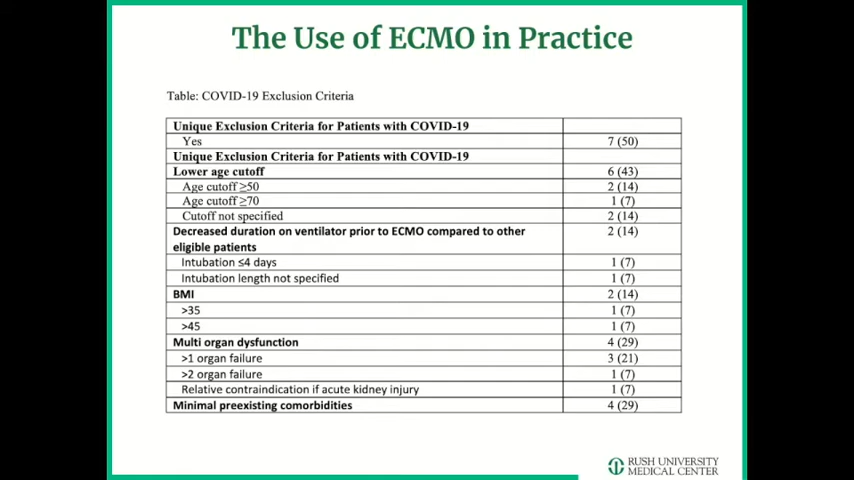 The Use of ECMO in Practice
Table: COVID-19 Exclusion Criteria
Unique Exclusion Criteria for Patients with COVID-19
Yes 7 (50)
Unique Exclusion Criteria for Patients with COVID-19
Lower age cutoff 6 (43)
Age cutoff ≥50 2 (14)
Age cutoff ≥70 1 (7)
Cutoff not specified 2 (14)
Decreased duration on ventilator prior to ECMO compared to other 2 (14)
eligible patients
Intubation ≤4 days 1 (7)
Intubation length not specified 1 (7)
BMI 2 (14)
>35 1 (7)
>45 1 (7)
Multi organ dysfunction 4 (29)
>1 organ failure 3 (21)
>2 organ failure 1 (7)
Relative contraindication if acute kidney injury 1 (7)
Minimal preexisting comorbidities 4 (29)
RUSH UNIVERSITY
MEDICAL CENTER